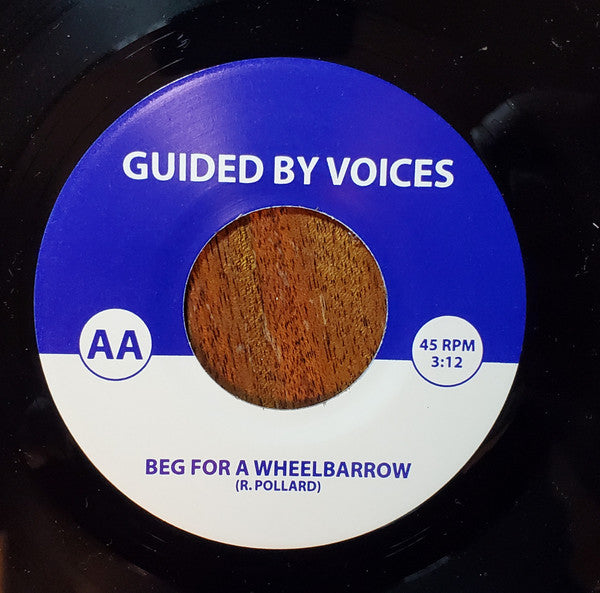 GUIDED BY VOICES
AA
45 RPM
3:12
BEG FOR A WHEELBARROW
(R. POLLARD)